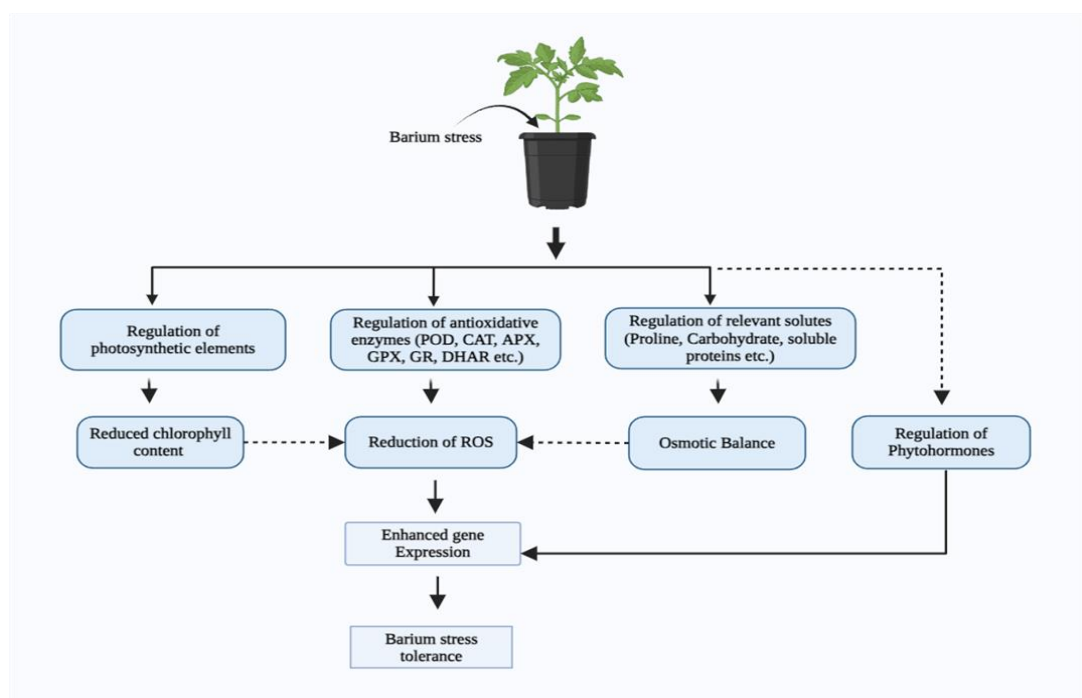 Barium stress
Regulation of
photosynthetic elements
Regulation of antioxidative
enzymes (POD, CAT, APX,
GPX, GR, DHAR etc.)
Regulation of relevant solutes
(Proline, Carbohydrate, soluble
proteins etc.)
Reduced chlorophyll
content
Reduction of ROS
Osmotic Balance
Regulation of
Phytohormones
Enhanced gene
Expression
Barium stress
tolerance